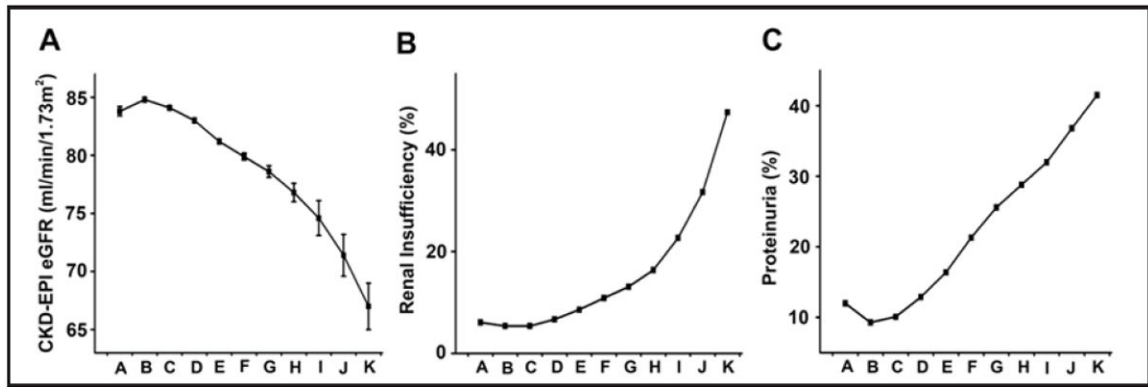 A
CKD-EPI eGFR (ml/min/1.73m²)
85
80
75
70
65
A B C D E F G H I J K
B
Renal Insufficiency (%)
40
20
0
A B C D E F G H I J K
C
Proteinuria (%)
40
30
20
10
A B C D E F G H I J K